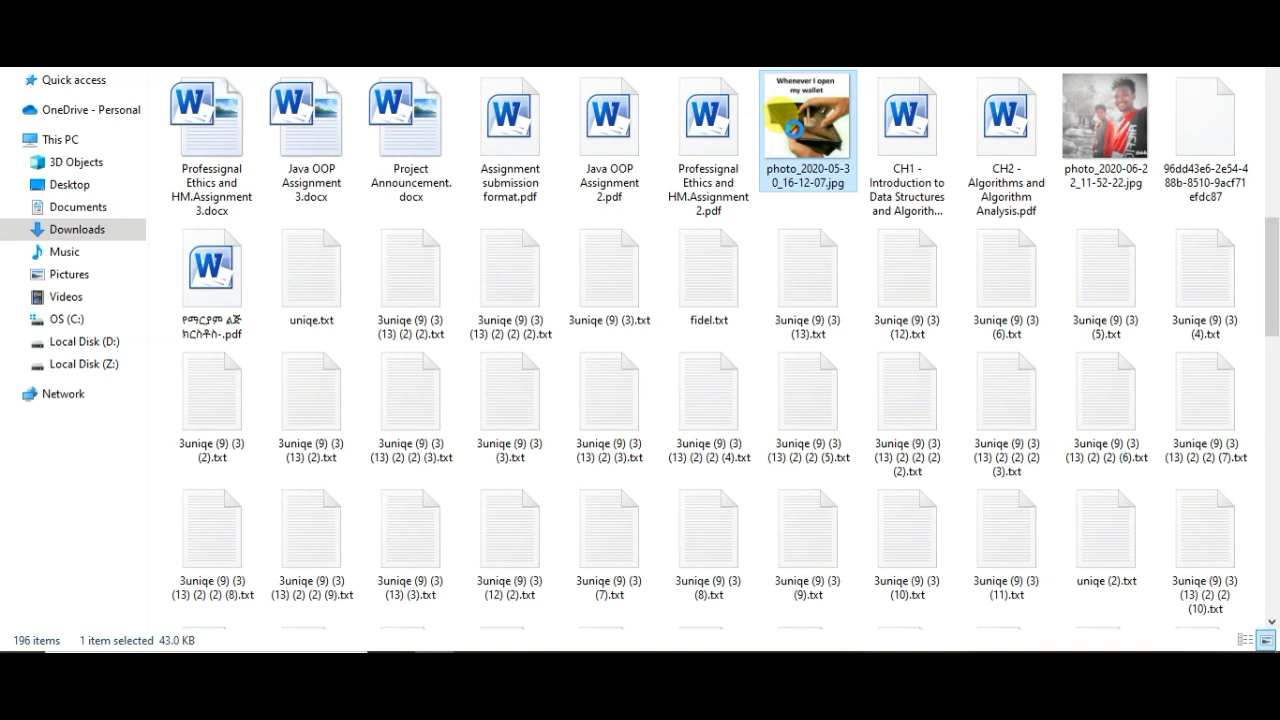 Quick access
OneDrive - Personal
This PC
3D Objects
Desktop
Documents
Downloads
Music
Pictures
Videos
OS (C:)
Local Disk (D:)
Local Disk (Z:)
Network
Professignal
Ethics and
HM.Assignment
3.docx
Java OOP
Assignment
3.docx
Project
Announcement.
docx
Assignment
submission
format.pdf
Java OOP
Assignment
2.pdf
Professignal
Ethics and
HM.Assignment
2.pdf
Whenever I open
my wallet
photo_2020-05-3
0_16-12-07.jpg
CH1 -
Introduction to
Data Structures
and Algorith...
CH2 -
Algorithms and
Algorithm
Analysis.pdf
photo_2020-06-2
2_11-52-22.jpg
96dd43e6-2e54-4
88b-8510-9acf71
efdc87
የማርያም ልጅ
ክርስቶስ-.pdf
uniqe.txt
3uniqe (9) (3)
(13) (2) (2).txt
3uniqe (9) (3)
(13) (2) (2) (2).txt
3uniqe (9) (3).txt
fidel.txt
3uniqe (9) (3)
(13).txt
3uniqe (9) (3)
(12).txt
3uniqe (9) (3)
(6).txt
3uniqe (9) (3)
(5).txt
3uniqe (9) (3)
(4).txt
3uniqe (9) (3)
(2).txt
3uniqe (9) (3)
(13) (2).txt
3uniqe (9) (3)
(13) (2) (2) (3).txt
3uniqe (9) (3)
(3).txt
3uniqe (9) (3)
(13) (2) (3).txt
3uniqe (9) (3)
(13) (2) (2) (4).txt
3uniqe (9) (3)
(13) (2) (2) (5).txt
3uniqe (9) (3)
(13) (2) (2) (2)
(2).txt
3uniqe (9) (3)
(13) (2) (2) (2)
(3).txt
3uniqe (9) (3)
(13) (2) (2) (6).txt
3uniqe (9) (3)
(13) (2) (2) (7).txt
3uniqe (9) (3)
(13) (2) (2) (8).txt
3uniqe (9) (3)
(13) (2) (2) (9).txt
3uniqe (9) (3)
(13) (3).txt
3uniqe (9) (3)
(12) (2).txt
3uniqe (9) (3)
(7).txt
3uniqe (9) (3)
(8).txt
3uniqe (9) (3)
(9).txt
3uniqe (9) (3)
(10).txt
3uniqe (9) (3)
(11).txt
uniqe (2).txt
3uniqe (9) (3)
(13) (2) (2)
(10).txt
196 items
1 item selected 43.0 KB